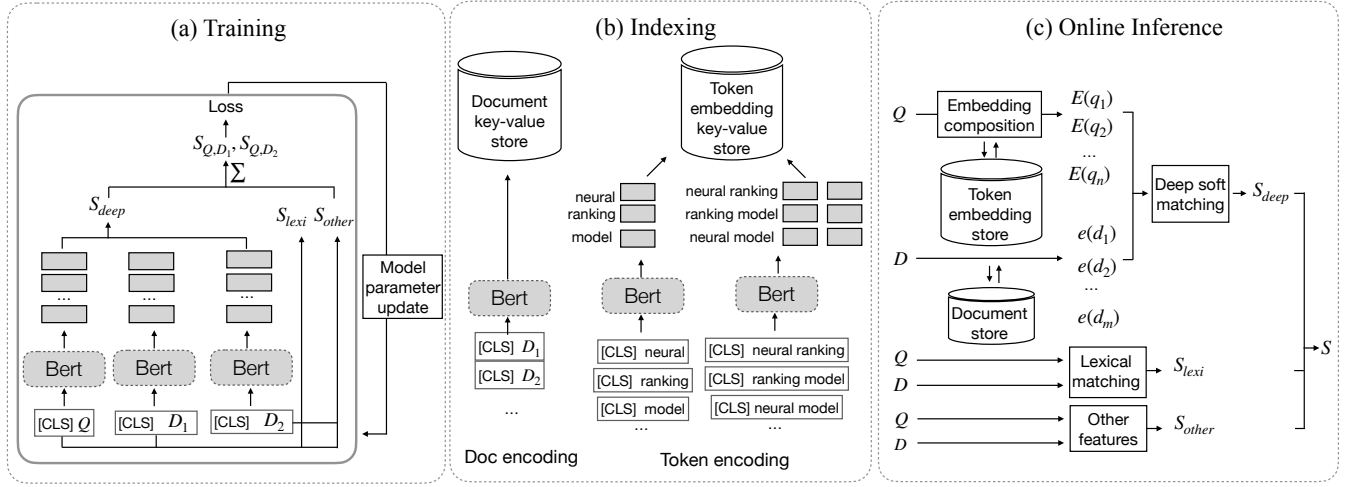 (a) Training
Loss
S_{Q,D_1}, S_{Q,D_2}
Σ
S_{deep}
S_{lexi} S_{other}
... ... ...
Bert Bert Bert
[CLS] Q [CLS] D_1 [CLS] D_2
Model
parameter
update
(b) Indexing
Document
key-value
store
Token
embedding
key-value
store
neural
ranking
model
neural ranking
ranking model
neural model
Bert Bert Bert
[CLS] D_1
[CLS] D_2
...
[CLS] neural
[CLS] ranking
[CLS] model
...
[CLS] neural ranking
[CLS] ranking model
[CLS] neural model
...
Doc encoding
Token encoding
(c) Online Inference
Q
Embedding
composition
E(q_1)
E(q_2)
...
E(q_n)
Token
embedding
store
Deep soft
matching
S_{deep}
D
e(d_1)
e(d_2)
...
e(d_m)
Document
store
Q
D
Lexical
matching
S_{lexi}
S
Q
D
Other
features
S_{other}